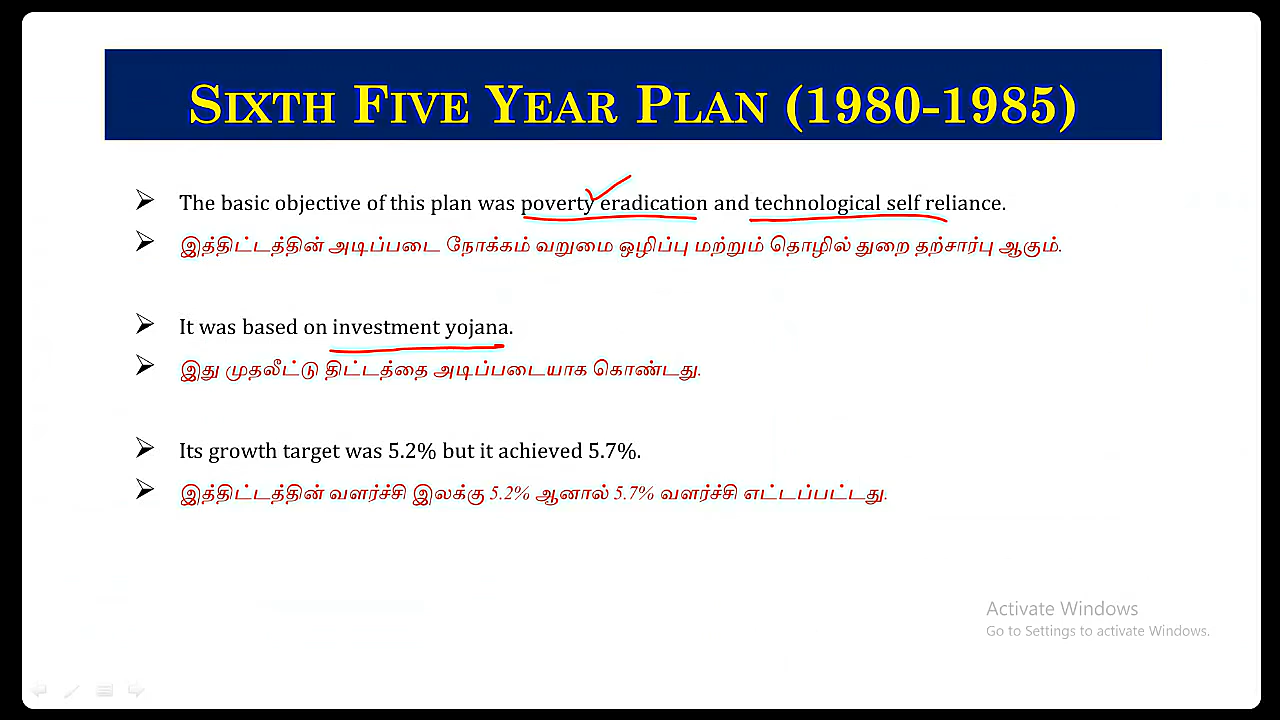 SIXTH FIVE YEAR PLAN (1980-1985)
The basic objective of this plan was poverty eradication and technological self reliance.
இத்திட்டத்தின் அடிப்படை நோக்கம் வறுமை ஒழிப்பு மற்றும் தொழில் துறை தற்சார்பு ஆகும்.
It was based on investment yojana.
இது முதலீட்டு திட்டத்தை அடிப்படையாக கொண்டது.
Its growth target was 5.2% but it achieved 5.7%.
இத்திட்டத்தின் வளர்ச்சி இலக்கு 5.2% ஆனால் 5.7% வளர்ச்சி எட்டப்பட்டது.
Activate Windows
Go to Settings to activate Windows.